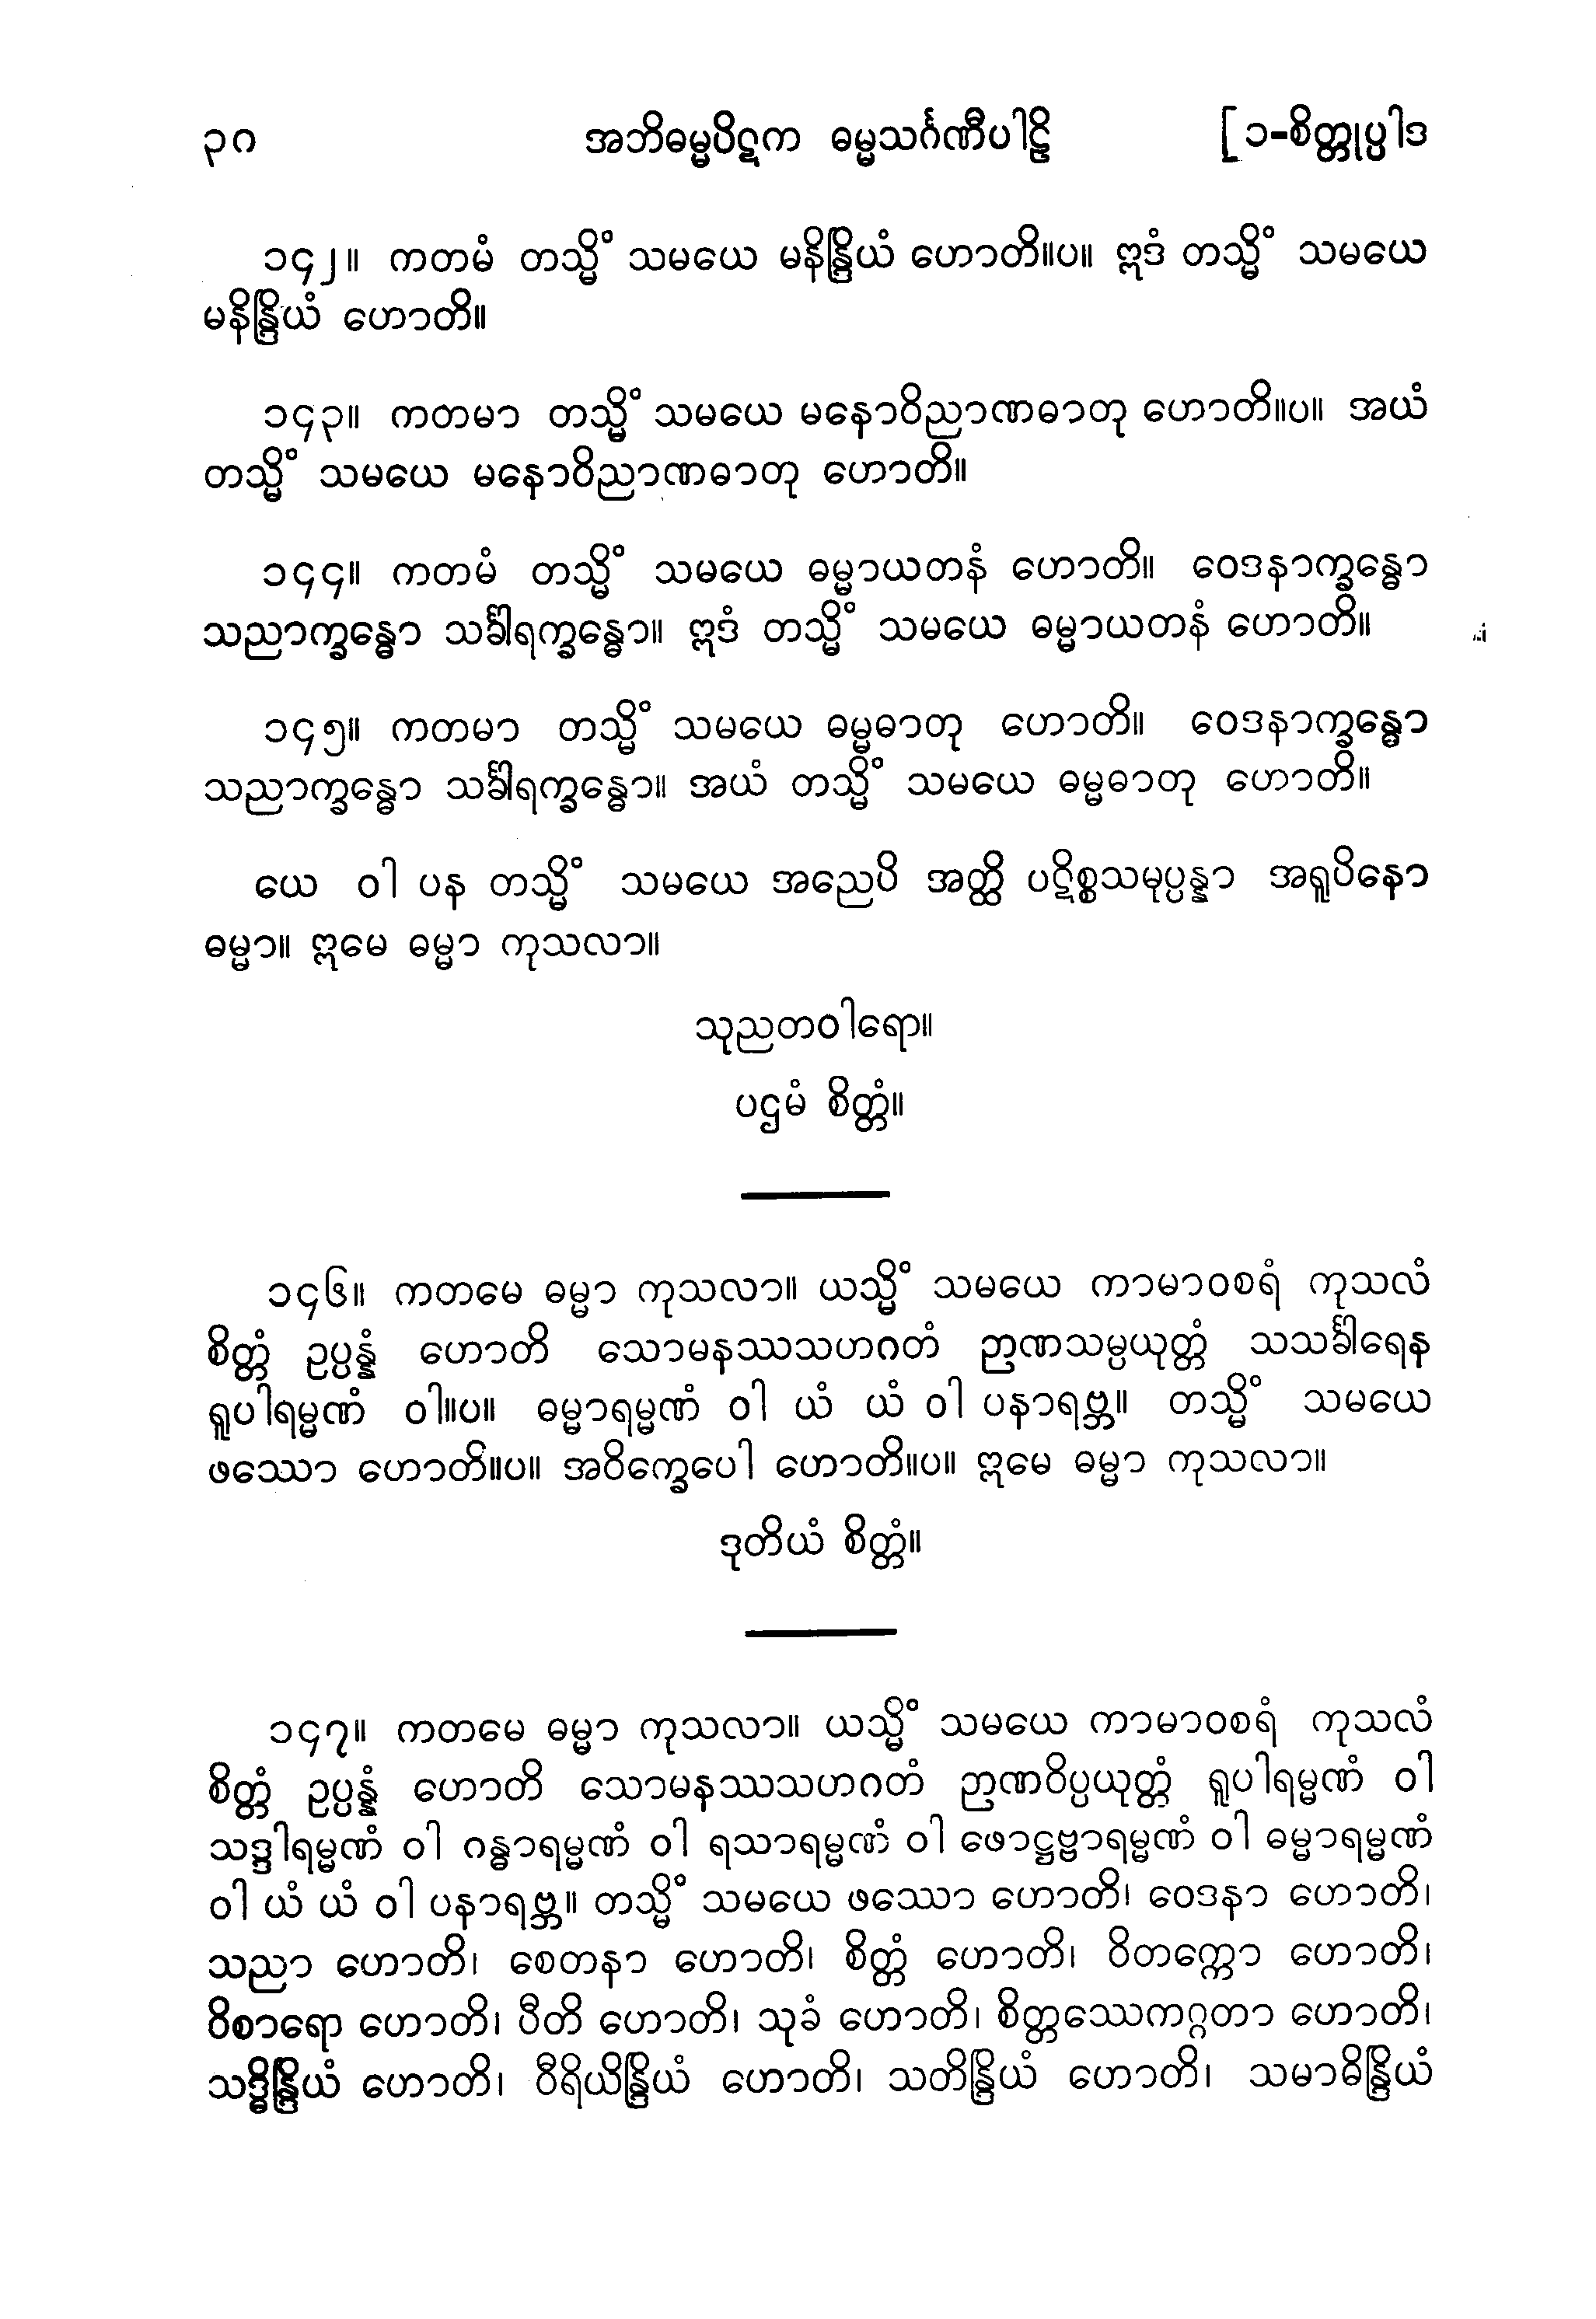 ၃ဂ အဘိဓမ္မပိဋက ဓမ္မသင်္ဂဏီပါဠိ [ ၁-စိတ္တုပ္ပါဒ
၁၄၂။ ကတမံ တသ္မိံ သမယေ မနိန္ဒြိယံ ဟောတိ။ပ။ ဣဒံ တသ္မိံ သမယေ
မနိန္ဒြိယံ ဟောတိ။
၁၄၃။ ကတမာ တသ္မိံ သမယေ မနောဝိညာဏဓာတု ဟောတိ။ပ။ အယံ
တသ္မိံ သမယေ မနောဝိညာဏဓာတု ဟောတိ။
၁၄၄။ ကတမံ တသ္မိံ သမယေ ဓမ္မာယတနံ ဟောတိ။ ဝေဒနာက္ခန္ဓော
သညာက္ခန္ဓော သင်္ခါရက္ခန္ဓော။ ဣဒံ တသ္မိံ သမယေ ဓမ္မာယတနံ ဟောတိ။
၁၄၅။ ကတမာ တသ္မိံ သမယေ ဓမ္မဓာတု ဟောတိ။ ဝေဒနာက္ခန္ဓော
သညာက္ခန္ဓော သင်္ခါရက္ခန္ဓော။ အယံ တသ္မိံ သမယေ ဓမ္မဓာတု ဟောတိ။
ယေ ဝါ ပန တသ္မိံ သမယေ အညေပိ အတ္ထိ ပဋိစ္စသမုပ္ပန္နာ အရူပိနော
ဓမ္မာ။ ဣမေ ဓမ္မာ ကုသလာ။
သုညတဝါရော။
ပဌမံ စိတ္တံ။
၁၄၆။ ကတမေ ဓမ္မာ ကုသလာ။ ယသ္မိံ သမယေ ကာမာဝစရံ ကုသလံ
စိတ္တံ ဥပ္ပန္နံ ဟောတိ သောမနဿသဟဂတံ ဉာဏသမ္ပယုတ္တံ သသင်္ခါရေန
ရူပါရမ္မဏံ ဝါ။ပ။ ဓမ္မာရမ္မဏံ ဝါ ယံ ယံ ဝါ ပနာရဗ္ဘ။ တသ္မိံ သမယေ
ဖဿော ဟောတိ။ပ။ အဝိက္ခေပေါ ဟောတိ။ပ။ ဣမေ ဓမ္မာ ကုသလာ။
ဒုတိယံ စိတ္တံ။
၁၄၇။ ကတမေ ဓမ္မာ ကုသလာ။ ယသ္မိံ သမယေ ကာမာဝစရံ ကုသလံ
စိတ္တံ ဥပ္ပန္နံ ဟောတိ သောမနဿသဟဂတံ ဉာဏဝိပ္ပယုတ္တံ ရူပါရမ္မဏံ ဝါ
သဒ္ဒါရမ္မဏံ ဝါ ဂန္ဓာရမ္မဏံ ဝါ ရသာရမ္မဏံ ဝါ ဖောဋ္ဌဗ္ဗာရမ္မဏံ ဝါ ဓမ္မာရမ္မဏံ
ဝါ ယံ ယံ ဝါ ပနာရဗ္ဘ။ တသ္မိံ သမယေ ဖဿော ဟောတိ၊ ဝေဒနာ ဟောတိ၊
သညာ ဟောတိ၊ စေတနာ ဟောတိ၊ စိတ္တံ ဟောတိ၊ ဝိတက္ကော ဟောတိ၊
ဝိစာရော ဟောတိ၊ ပီတိ ဟောတိ၊ သုခံ ဟောတိ၊ စိတ္တဿေကဂ္ဂတာ ဟောတိ၊
သဒ္ဓိန္ဒြိယံ ဟောတိ၊ ဝီရိယိန္ဒြိယံ ဟောတိ၊ သတိန္ဒြိယံ ဟောတိ၊ သမာဓိန္ဒြိယံ